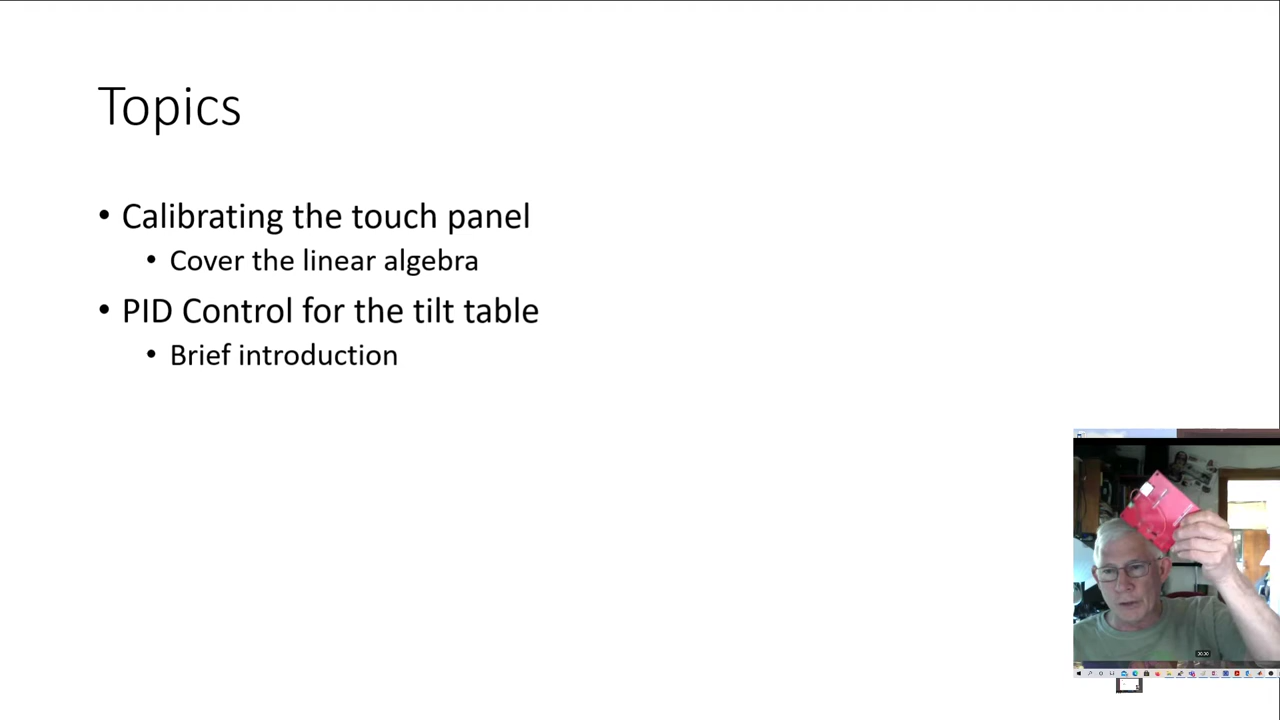 Topics
• Calibrating the touch panel
• Cover the linear algebra
• PID Control for the tilt table
• Brief introduction